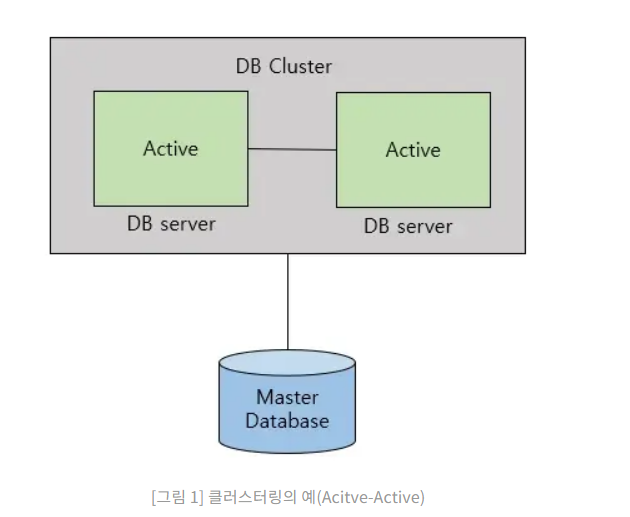 DB Cluster
Active
Active
DB server
DB server
Master
Database
[그림 1] 클러스터링의 예(Acitve-Active)